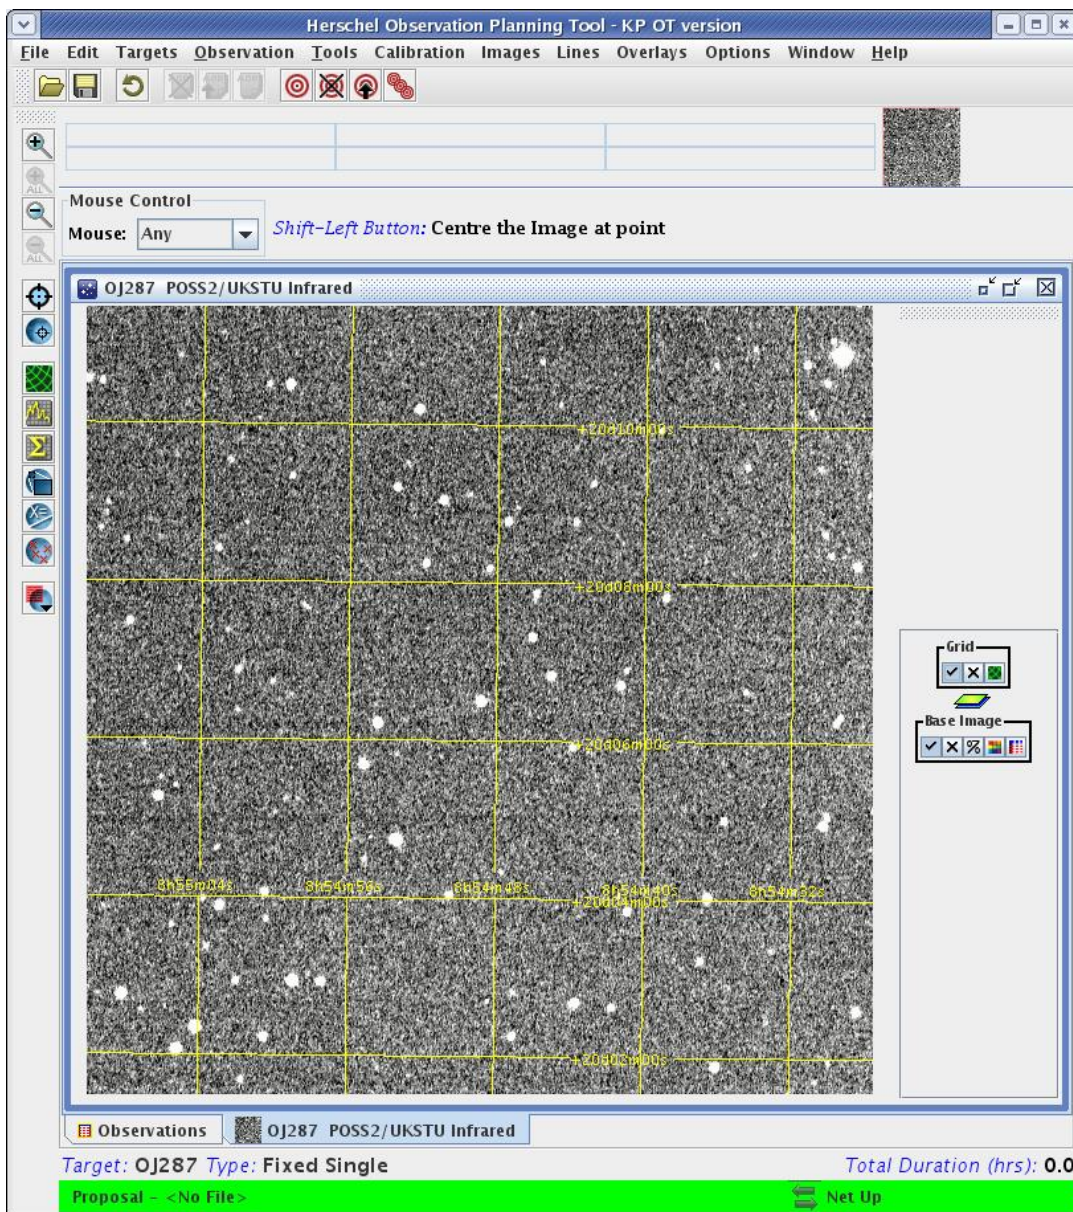 Herschel Observation Planning Tool - KP OT version
File Edit Targets Observation Tools Calibration Images Lines Overlays Options Window Help
ALL
ALL
Mouse Control
Mouse: Any
Shift-Left Button: Centre the Image at point
OJ287 POSS2/UKSTU Infrared
+20d10m00s
+20d08m00s
Grid
Base Image
+20d06m00s
8h55m04s 8h54m56s 8h54m48s 8h54m40s 8h54m32s
+20d04m00s
+20d02m00s
Observations OJ287 POSS2/UKSTU Infrared
Target: OJ287 Type: Fixed Single Total Duration (hrs): 0.0
Proposal - <No File> Net Up